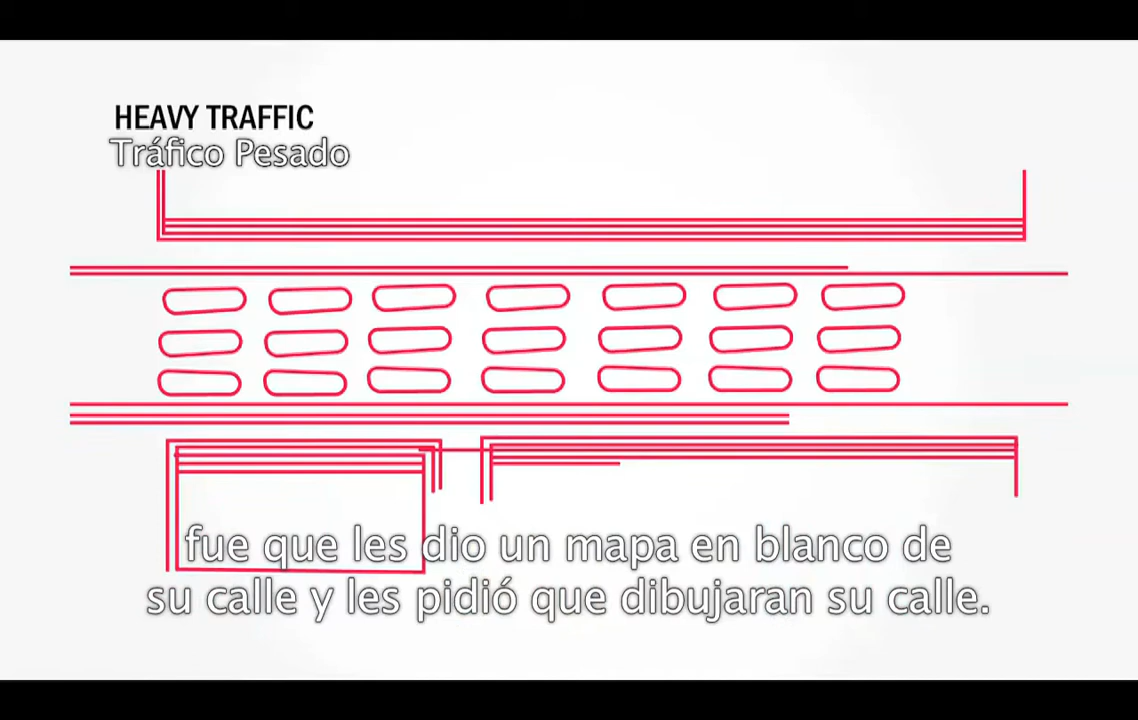 HEAVY TRAFFIC
Tráfico Pesado
fue que les dio un mapa en blanco de
su calle y les pidió que dibujaran su calle.